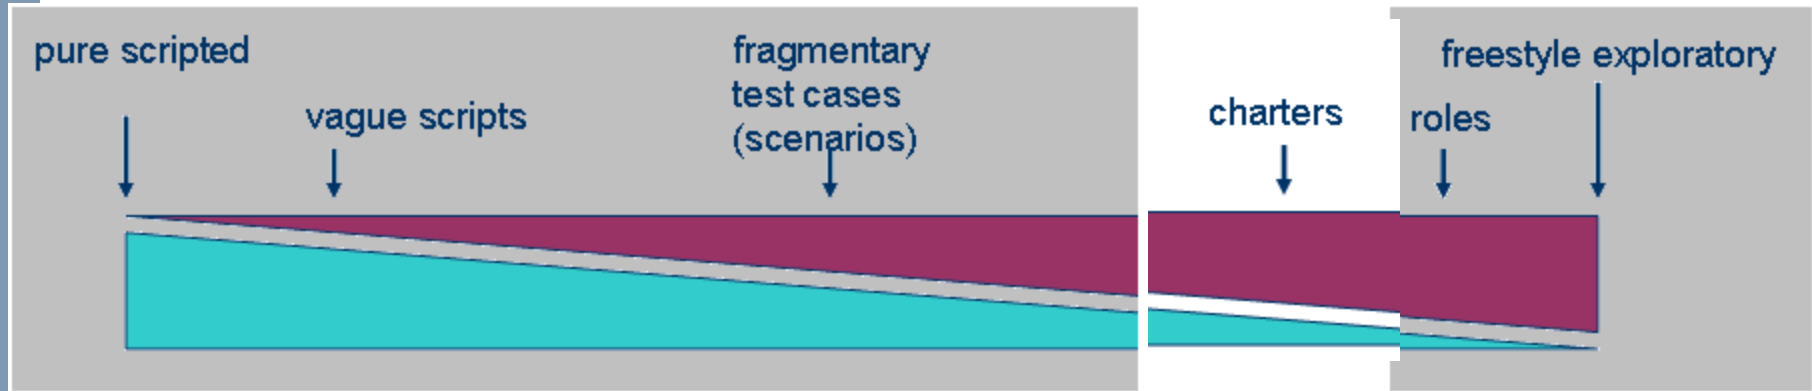 pure scripted
vague scripts
fragmentary
test cases
(scenarios)
charters
roles
freestyle exploratory